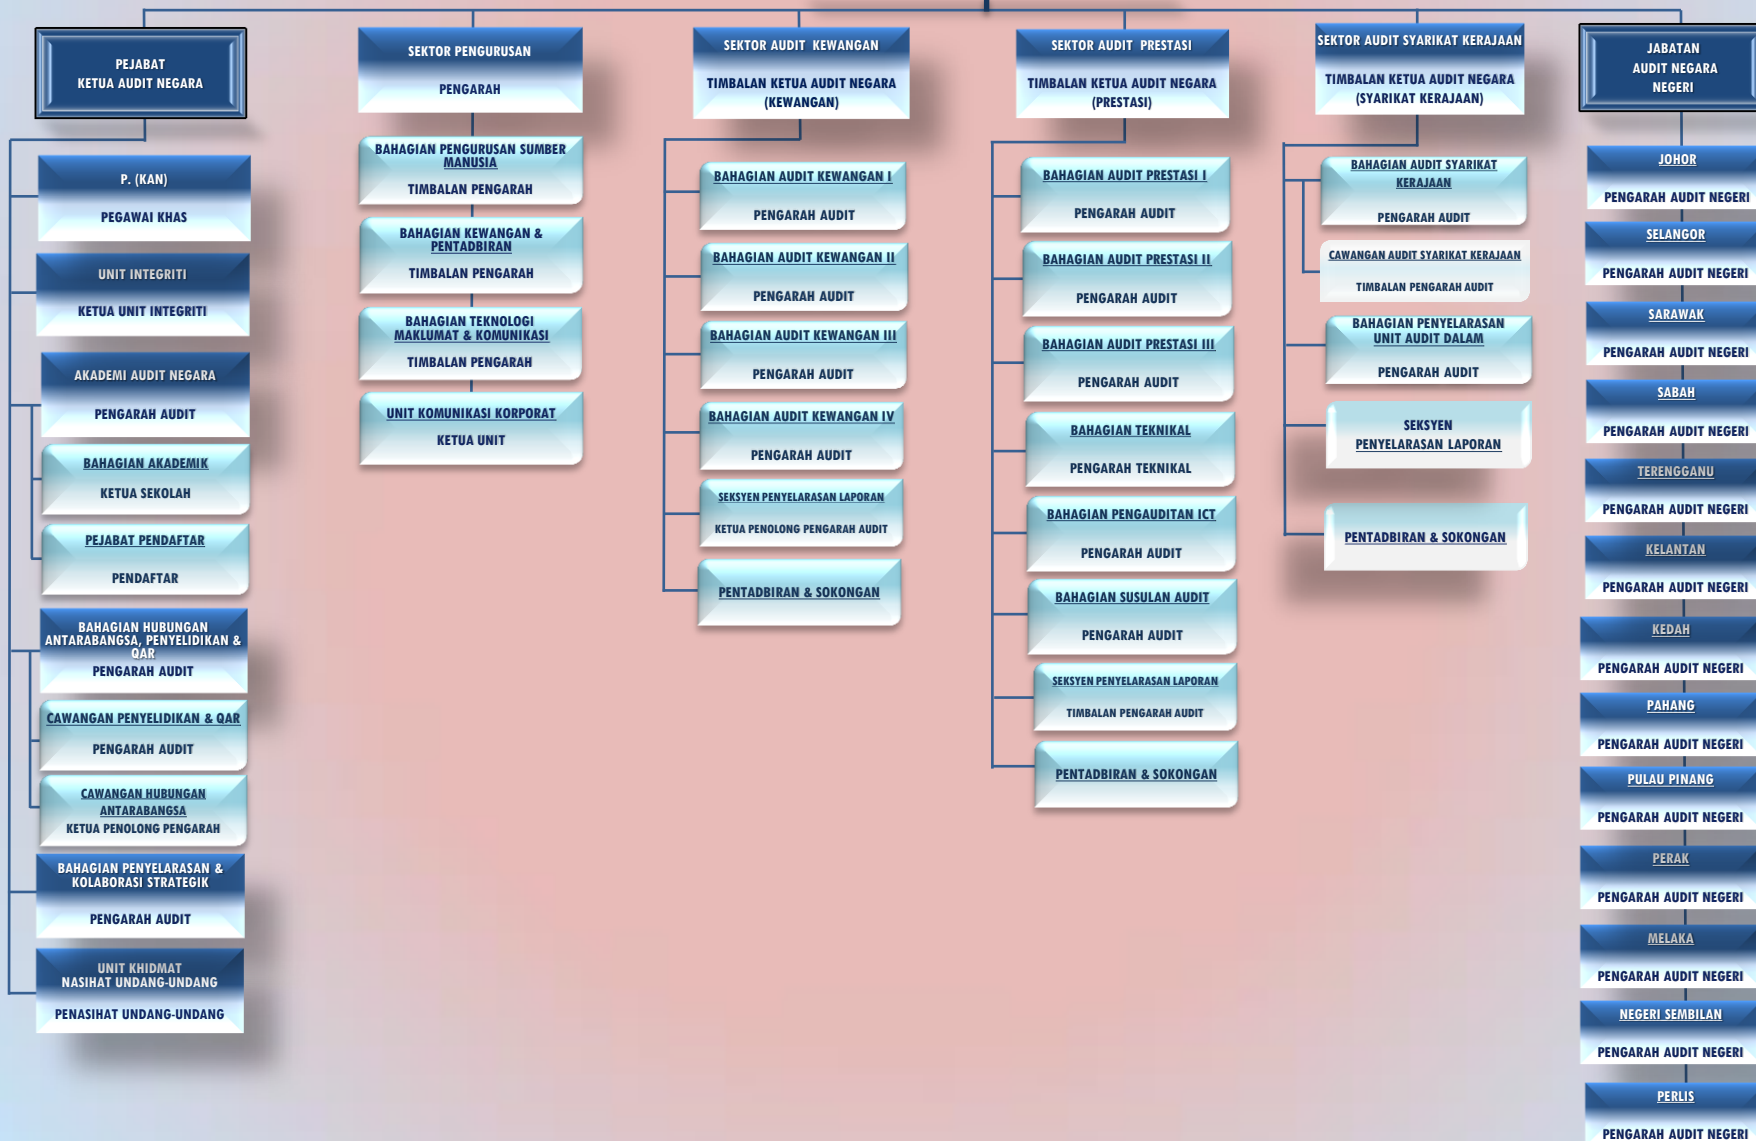 PEJABAT
KETUA AUDIT NEGARA
P. (KAN)
PEGAWAI KHAS
UNIT INTEGRITI
KETUA UNIT INTEGRITI
AKADEMI AUDIT NEGARA
PENGARAH AUDIT
BAHAGIAN AKADEMIK
KETUA SEKOLAH
PEJABAT PENDAFTAR
PENDAFTAR
BAHAGIAN HUBUNGAN
ANTARABANGSA, PENYELIDIKAN &
QAR
PENGARAH AUDIT
CAWANGAN PENYELIDIKAN & QAR
PENGARAH AUDIT
CAWANGAN HUBUNGAN
ANTARABANGSA
KETUA PENOLONG PENGARAH
BAHAGIAN PENYELARASAN &
KOLABORASI STRATEGIK
PENGARAH AUDIT
UNIT KHIDMAT
NASIHAT UNDANG-UNDANG
PENASIHAT UNDANG-UNDANG
SEKTOR PENGURUSAN
PENGARAH
BAHAGIAN PENGURUSAN SUMBER
MANUSIA
TIMBALAN PENGARAH
BAHAGIAN KEWANGAN &
PENTADBIRAN
TIMBALAN PENGARAH
BAHAGIAN TEKNOLOGI
MAKLUMAT & KOMUNIKASI
TIMBALAN PENGARAH
UNIT KOMUNIKASI KORPORAT
KETUA UNIT
SEKTOR AUDIT KEWANGAN
TIMBALAN KETUA AUDIT NEGARA
(KEWANGAN)
BAHAGIAN AUDIT KEWANGAN I
PENGARAH AUDIT
BAHAGIAN AUDIT KEWANGAN II
PENGARAH AUDIT
BAHAGIAN AUDIT KEWANGAN III
PENGARAH AUDIT
BAHAGIAN AUDIT KEWANGAN IV
PENGARAH AUDIT
SEKSYEN PENYELARASAN LAPORAN
KETUA PENOLONG PENGARAH AUDIT
PENTADBIRAN & SOKONGAN
SEKTOR AUDIT PRESTASI
TIMBALAN KETUA AUDIT NEGARA
(PRESTASI)
BAHAGIAN AUDIT PRESTASI I
PENGARAH AUDIT
BAHAGIAN AUDIT PRESTASI II
PENGARAH AUDIT
BAHAGIAN AUDIT PRESTASI III
PENGARAH AUDIT
BAHAGIAN TEKNIKAL
PENGARAH TEKNIKAL
BAHAGIAN PENGAUDITAN ICT
PENGARAH AUDIT
BAHAGIAN SUSULAN AUDIT
PENGARAH AUDIT
SEKSYEN PENYELARASAN LAPORAN
TIMBALAN PENGARAH AUDIT
PENTADBIRAN & SOKONGAN
SEKTOR AUDIT SYARIKAT KERAJAAN
TIMBALAN KETUA AUDIT NEGARA
(SYARIKAT KERAJAAN)
BAHAGIAN AUDIT SYARIKAT
KERAJAAN
PENGARAH AUDIT
CAWANGAN AUDIT SYARIKAT KERAJAAN
TIMBALAN PENGARAH AUDIT
BAHAGIAN PENYELARASAN
UNIT AUDIT DALAM
PENGARAH AUDIT
SEKSYEN
PENYELARASAN LAPORAN
PENTADBIRAN & SOKONGAN
JABATAN
AUDIT NEGARA
NEGERI
JOHOR
PENGARAH AUDIT NEGERI
SELANGOR
PENGARAH AUDIT NEGERI
SARAWAK
PENGARAH AUDIT NEGERI
SABAH
PENGARAH AUDIT NEGERI
TERENGGANU
PENGARAH AUDIT NEGERI
KELANTAN
PENGARAH AUDIT NEGERI
KEDAH
PENGARAH AUDIT NEGERI
PAHANG
PENGARAH AUDIT NEGERI
PULAU PINANG
PENGARAH AUDIT NEGERI
PERAK
PENGARAH AUDIT NEGERI
MELAKA
PENGARAH AUDIT NEGERI
NEGERI SEMBILAN
PENGARAH AUDIT NEGERI
PERLIS
PENGARAH AUDIT NEGERI